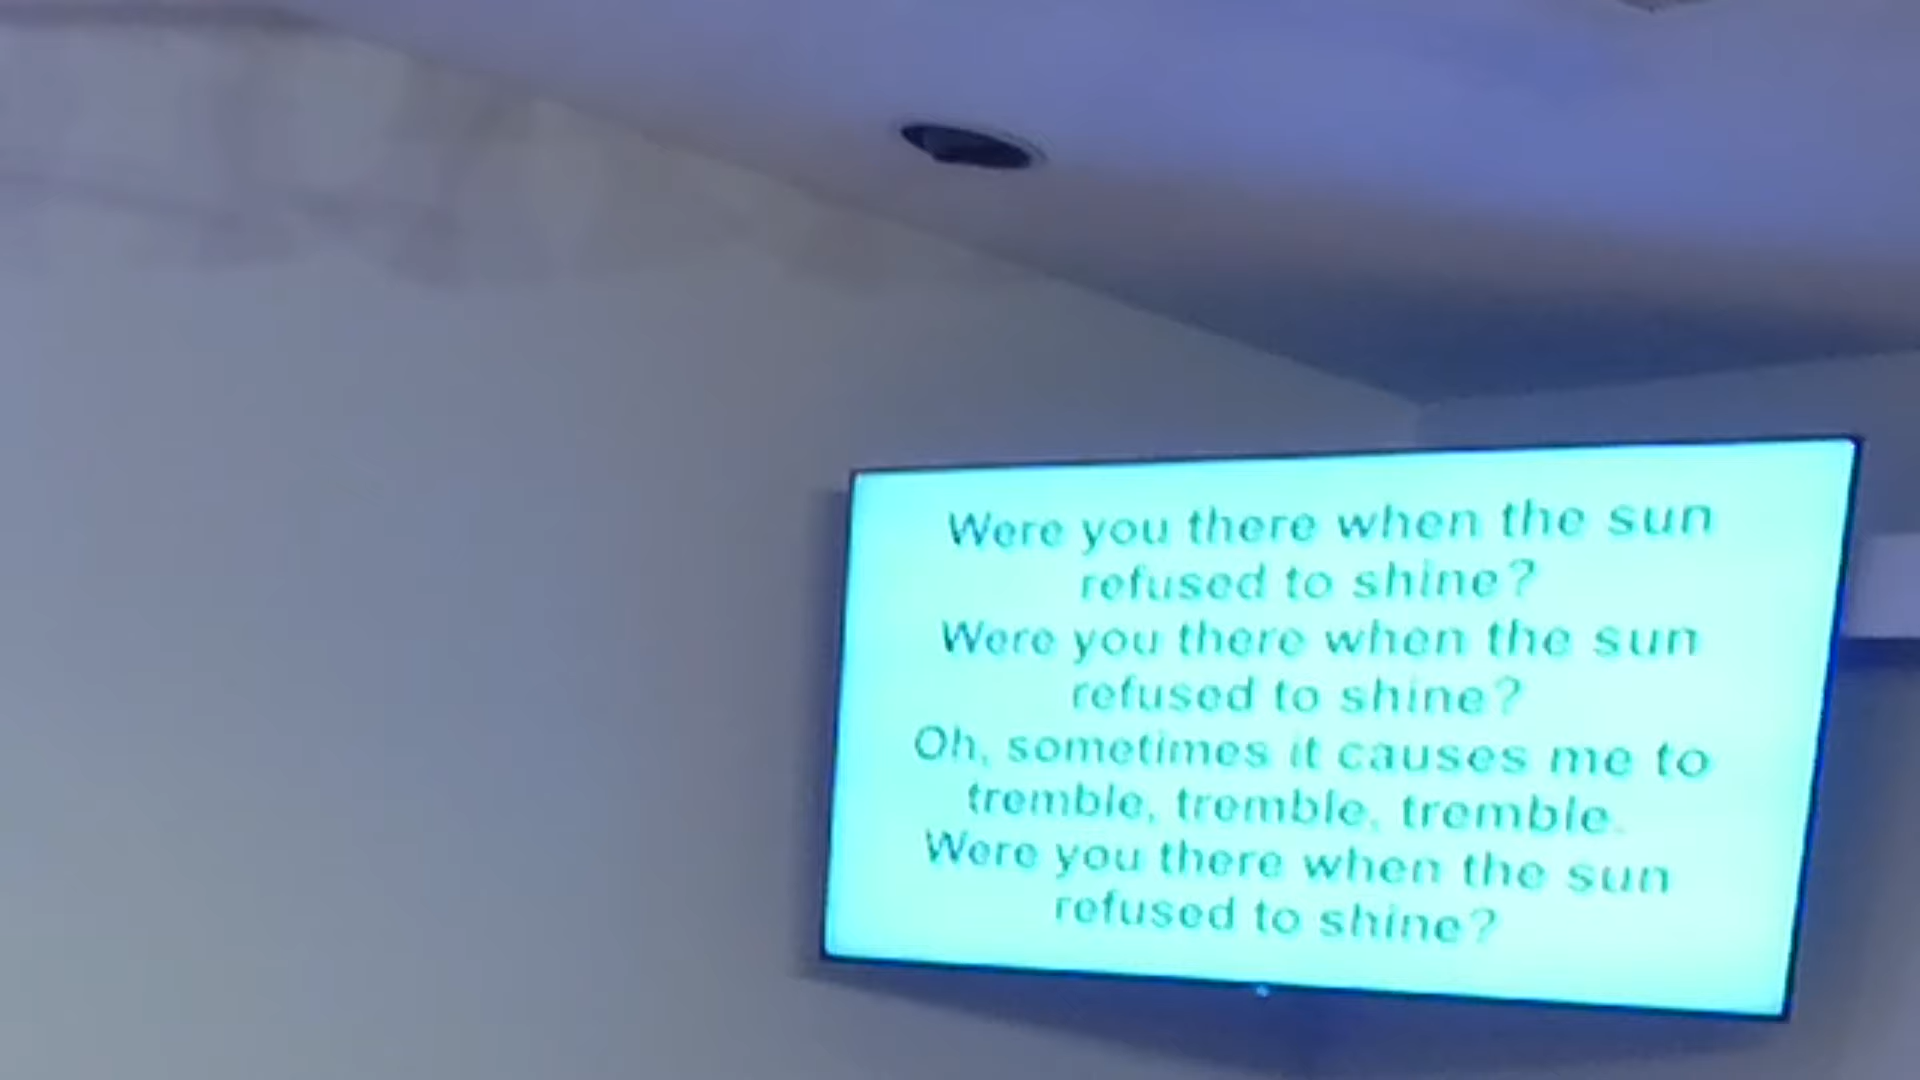 Were you there when the sun
refused to shine?
Were you there when the sun
refused to shine?
Oh, sometimes it causes me to
tremble, tremble, tremble.
Were you there when the sun
refused to shine?